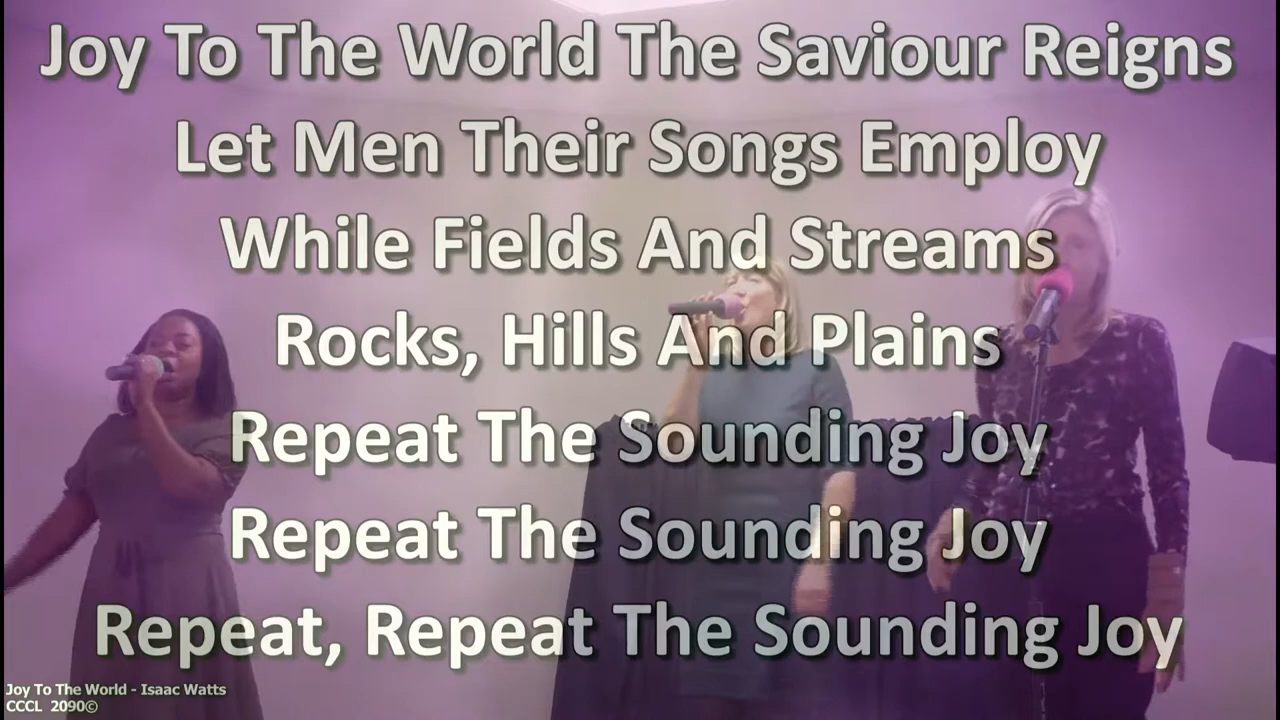 Joy To The World The Saviour Reigns
Let Men Their Songs Employ
While Fields And Streams
Rocks, Hills And Plains
Repeat The Sounding Joy
Repeat The Sounding Joy
Repeat, Repeat The Sounding Joy
Joy To The World - Isaac Watts
CCCL 2090©